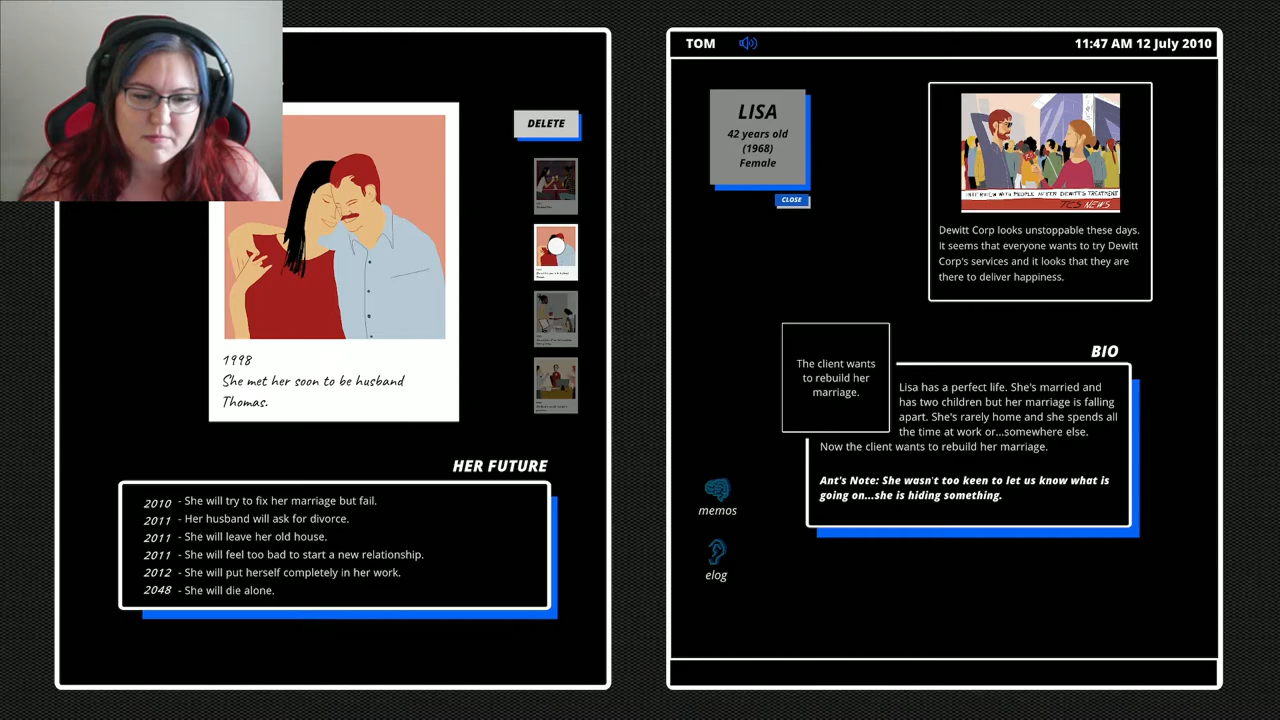 TOM
11:47 AM 12 July 2010
DELETE
1998
She met her soon to be husband
Thomas.
HER FUTURE
2010 - She will try to fix her marriage but fail.
2011 - Her husband will ask for divorce.
2011 - She will leave her old house.
2011 - She will feel too bad to start a new relationship.
2012 - She will put herself completely in her work.
2048 - She will die alone.
LISA
42 years old
(1968)
Female
CLOSE
INTERVIEW WITH PEOPLE AFTER DEWITT'S TREATMENT
TCS NEWS
Dewitt Corp looks unstoppable these days.
It seems that everyone wants to try Dewitt
Corp's services and it looks that they are
there to deliver happiness.
The client wants
to rebuild her
marriage.
BIO
Lisa has a perfect life. She's married and
has two children but her marriage is falling
apart. She's rarely home and she spends all
the time at work or...somewhere else.
Now the client wants to rebuild her marriage.
Ant's Note: She wasn't too keen to let us know what is
going on...she is hiding something.
memos
elog